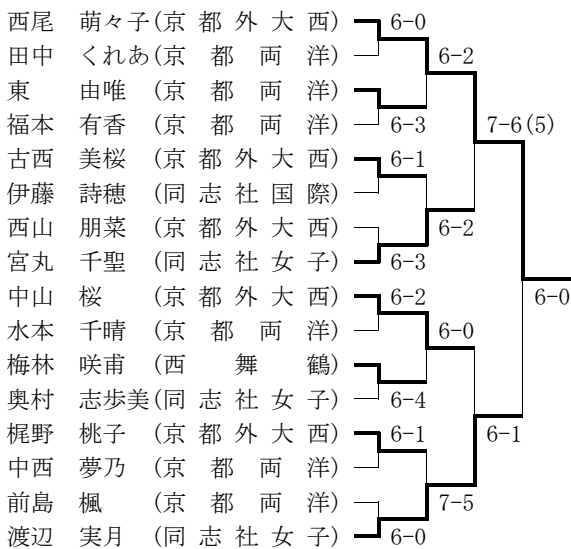 西尾 萌々子(京都外大西) 6-0
田中 くれあ(京都両洋) 6-2
東 由唯 (京都両洋)
福本 有香 (京都両洋) 6-3 7-6(5)
古西 美桜 (京都外大西) 6-1
伊藤 詩穂 (同志社国際)
西山 朋菜 (京都外大西) 6-2
宮丸 千聖 (同志社女子) 6-3
中山 桜 (京都外大西) 6-2 6-0
水本 千晴 (京都両洋) 6-0
梅林 咲甫 (西舞鶴)
奥村 志歩美(同志社女子) 6-4
梶野 桃子 (京都外大西) 6-1 6-1
中西 夢乃 (京都両洋)
前島 楓 (京都両洋) 7-5
渡辺 実月 (同志社女子) 6-0